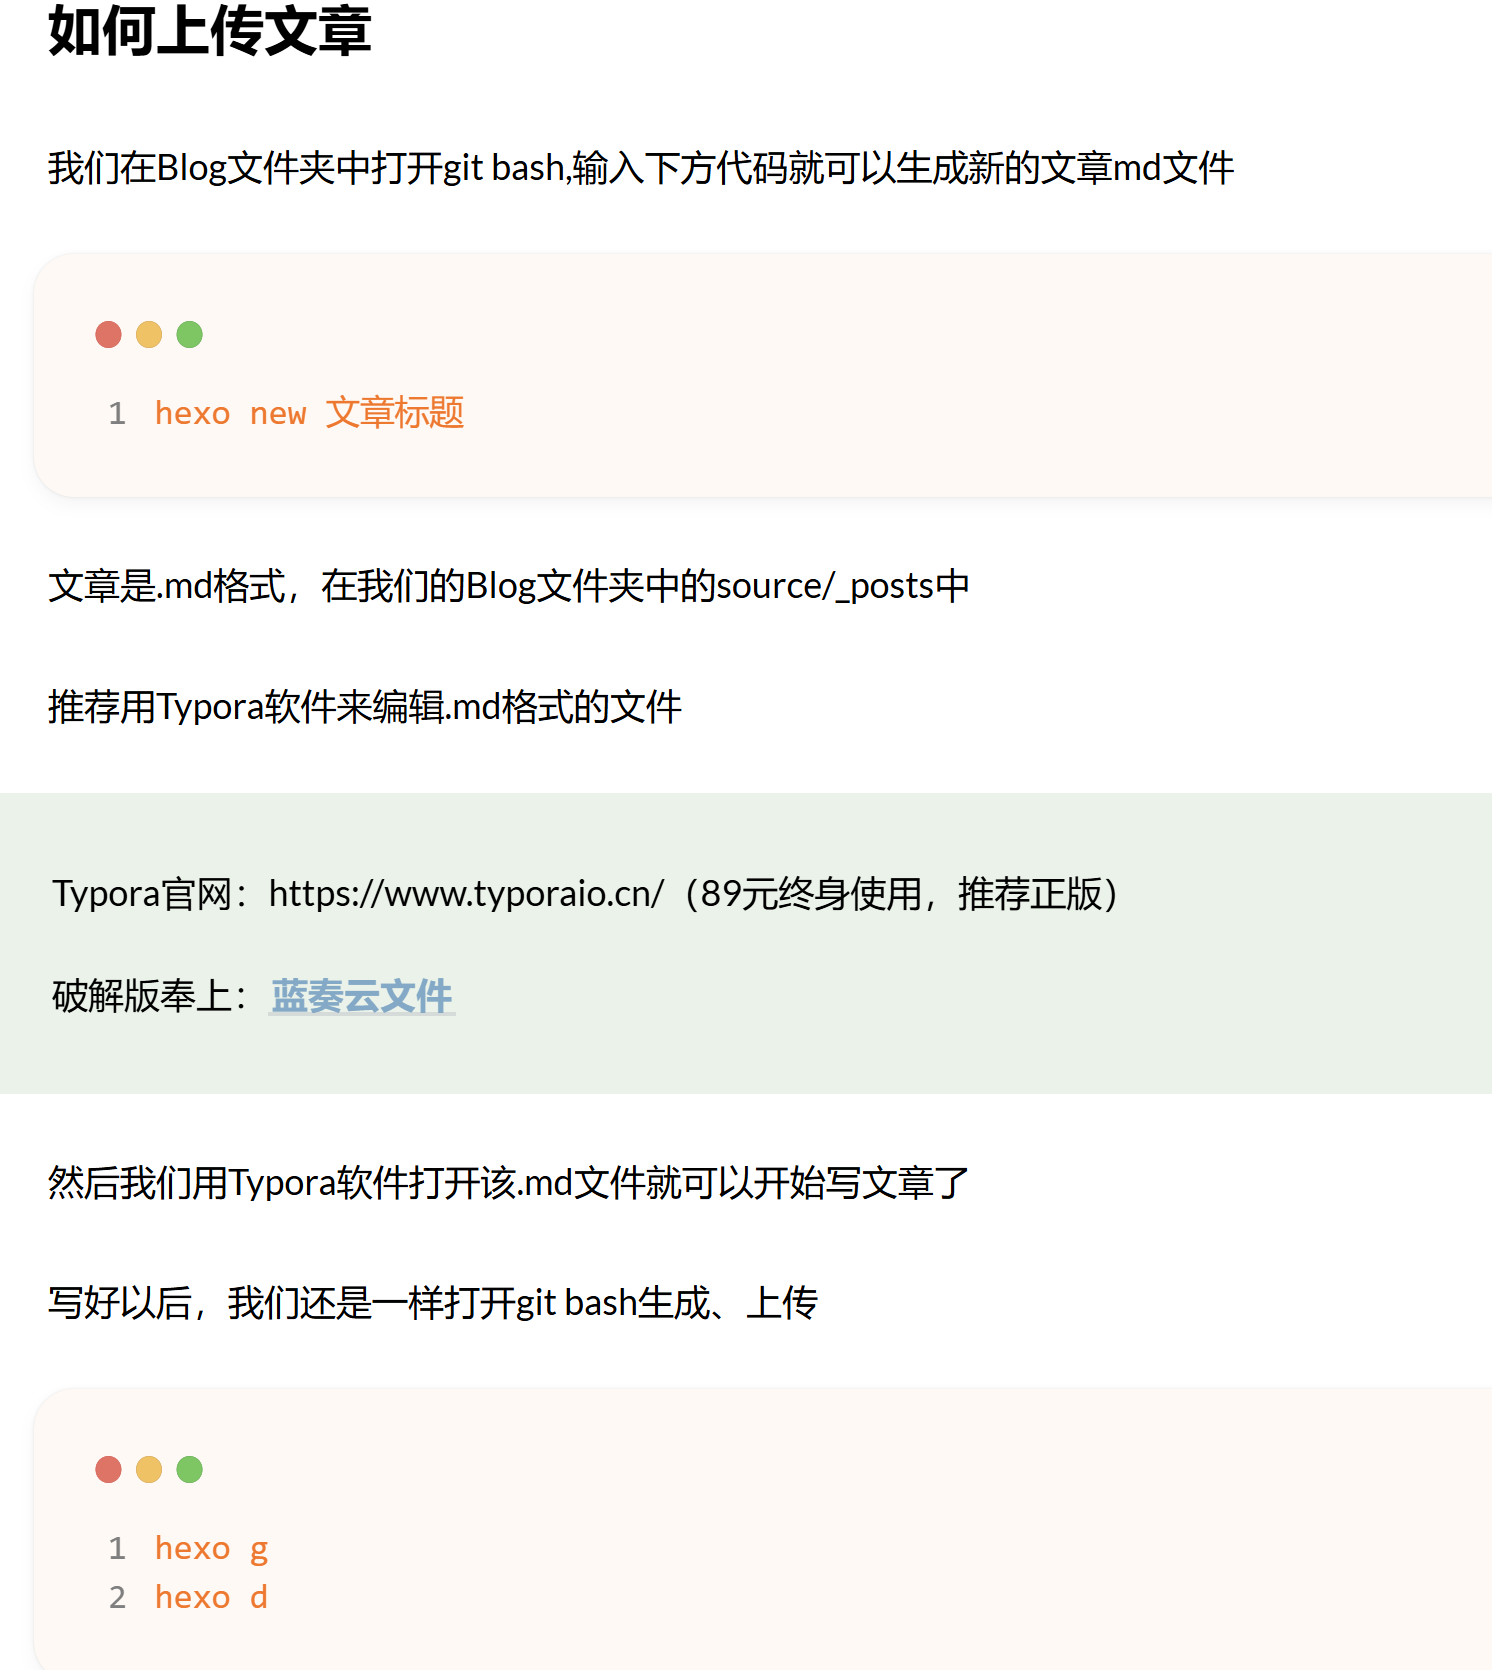 如何上传文章
我们在Blog文件夹中打开git bash,输入下方代码就可以生成新的文章md文件
1 hexo new 文章标题
文章是.md格式，在我们的Blog文件夹中的source/_posts中
推荐用Typora软件来编辑.md格式的文件
Typora官网：https://www.typoraio.cn/（89元终身使用，推荐正版）
破解版奉上：蓝奏云文件
然后我们用Typora软件打开该.md文件就可以开始写文章了
写好以后，我们还是一样打开git bash生成、上传
1 hexo g
2 hexo d